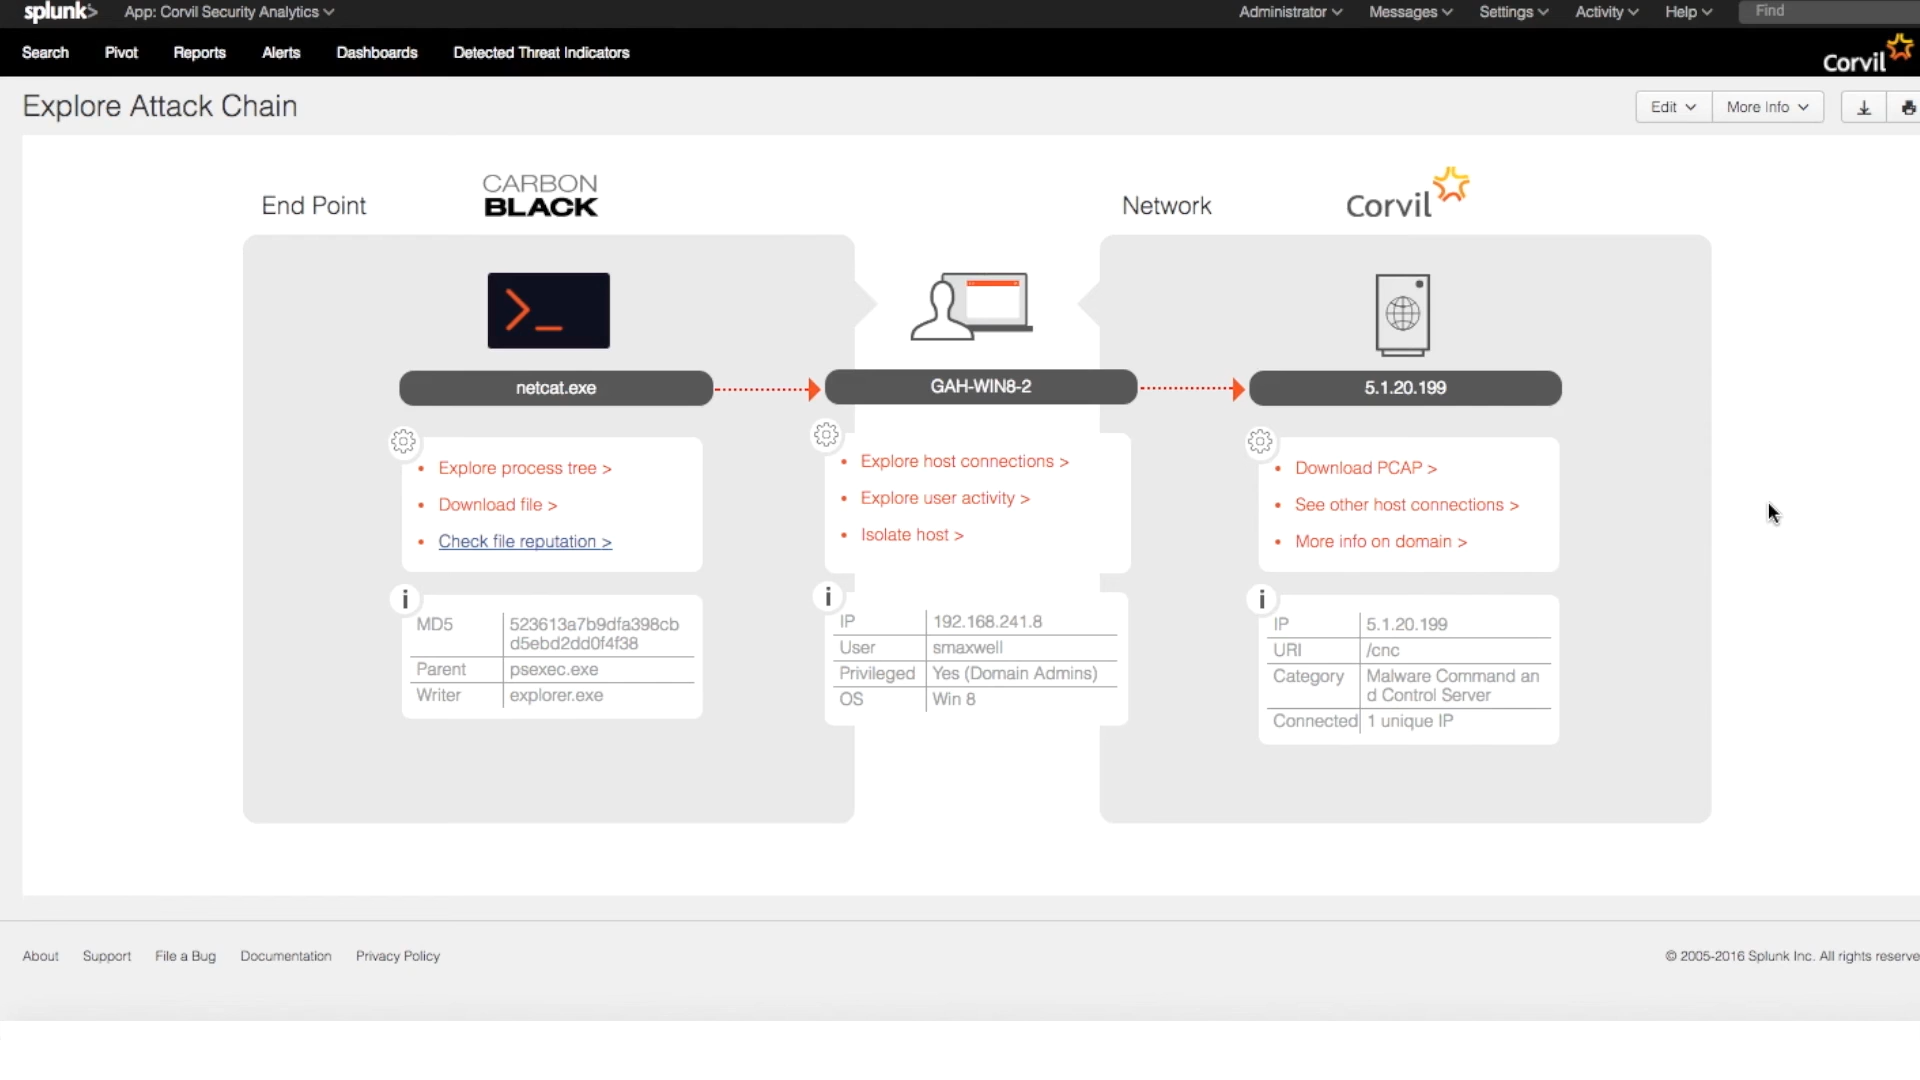 splunk> App: Corvil Security Analytics Administrator Messages Settings Activity Help Find
Search Pivot Reports Alerts Dashboards Detected Threat Indicators Corvil
Explore Attack Chain Edit More Info
End Point CARBON BLACK Network Corvil
>_
netcat.exe GAH-WIN8-2 5.1.20.199
Explore process tree >
Download file >
Check file reputation >
i
MD5 523613a7b9dfa398cb
d5ebd2dd0f4f38
Parent psexec.exe
Writer explorer.exe
Explore host connections >
Explore user activity >
Isolate host >
i
IP 192.168.241.8
User smaxwell
Privileged Yes (Domain Admins)
OS Win 8
Download PCAP >
See other host connections >
More info on domain >
i
IP 5.1.20.199
URI /cnc
Category Malware Command an
d Control Server
Connected 1 unique IP
About Support File a Bug Documentation Privacy Policy © 2005-2016 Splunk Inc. All rights reserve